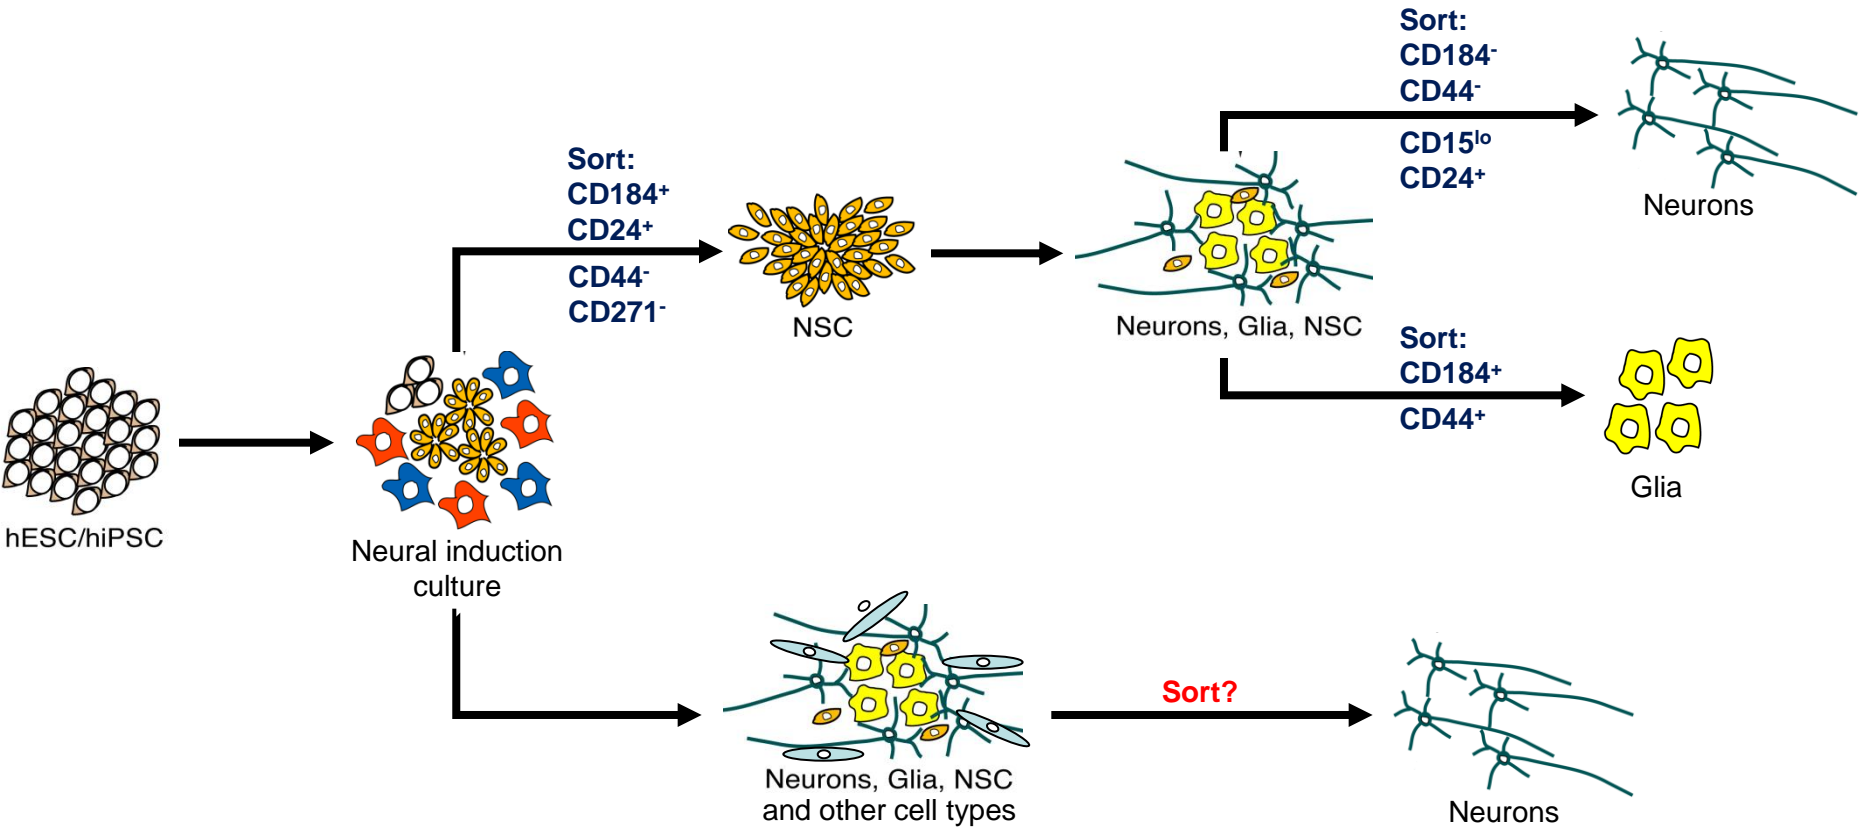 Sort:
CD184⁻
CD44⁻
CD15ˡᵒ
CD24⁺
Neurons
Sort:
CD184⁺
CD24⁺
CD44⁻
CD271⁻
NSC
Neurons, Glia, NSC
Sort:
CD184⁺
CD44⁺
Glia
hESC/hiPSC
Neural induction
culture
Sort?
Neurons, Glia, NSC
and other cell types
Neurons